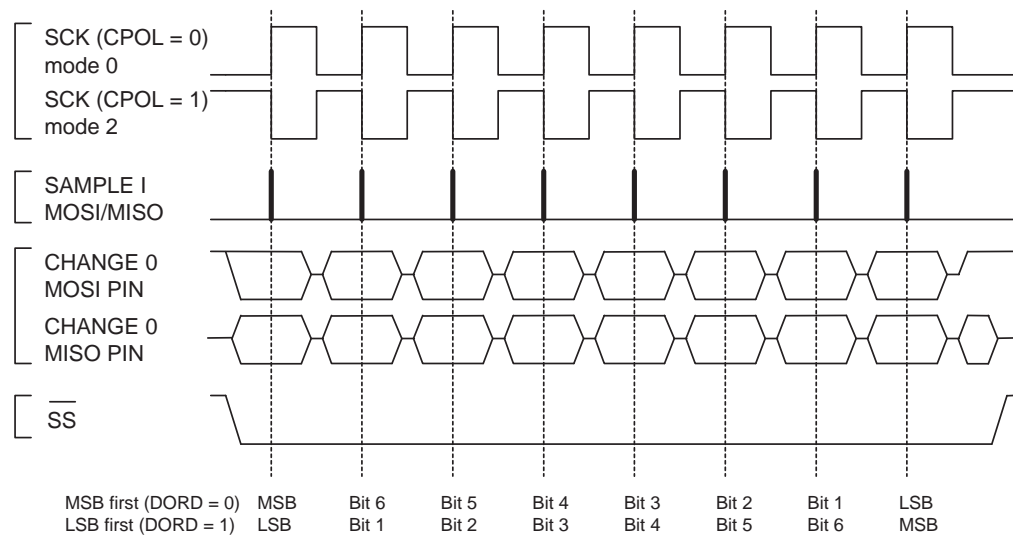 SCK (CPOL = 0)
mode 0
SCK (CPOL = 1)
mode 2
SAMPLE I
MOSI/MISO
CHANGE 0
MOSI PIN
CHANGE 0
MISO PIN
SS
MSB first (DORD = 0) MSB Bit 6 Bit 5 Bit 4 Bit 3 Bit 2 Bit 1 LSB
LSB first (DORD = 1) LSB Bit 1 Bit 2 Bit 3 Bit 4 Bit 5 Bit 6 MSB